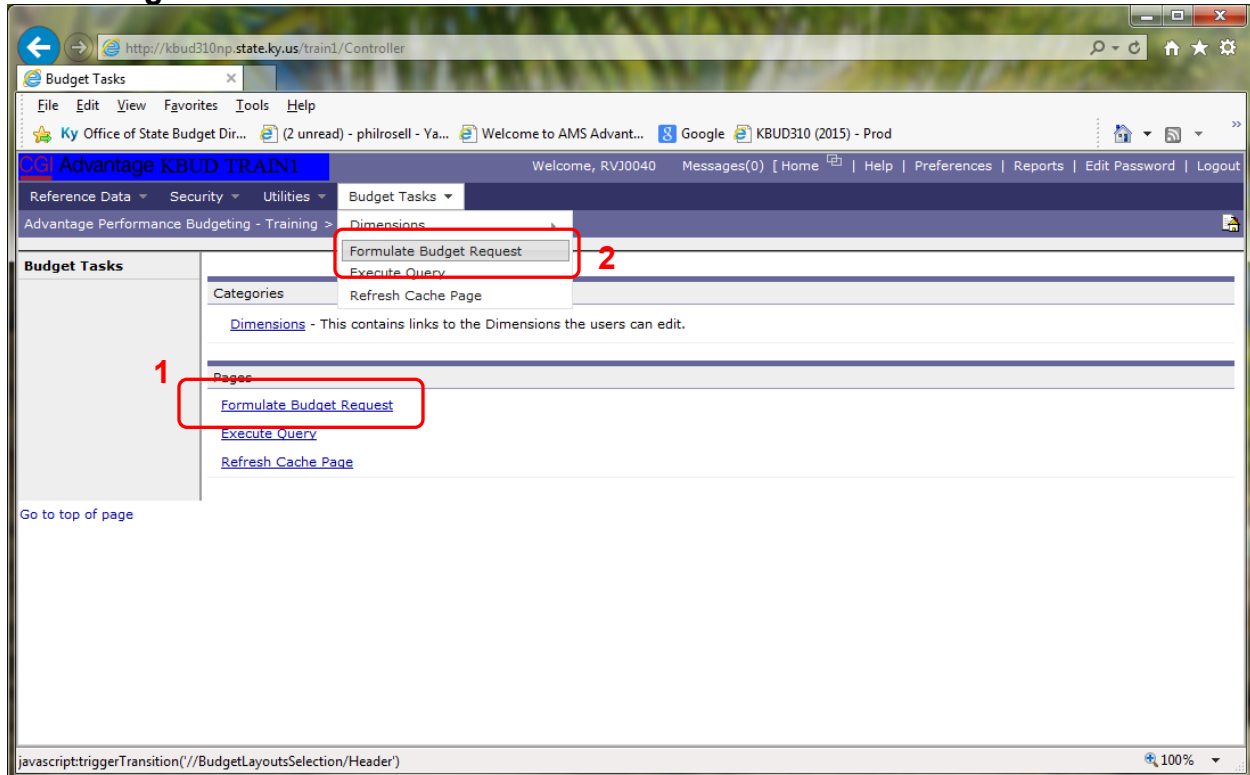 http://kbud310np.state.ky.us/train1/Controller
Budget Tasks
File Edit View Favorites Tools Help
Ky Office of State Budget Dir... (2 unread) - philrosell - Ya... Welcome to AMS Advant... Google KBUD310 (2015) - Prod
CGI Advantage KBUD TRAIN1 Welcome, RVJ0040 Messages(0) [ Home | Help | Preferences | Reports | Edit Password | Logout
Reference Data Security Utilities Budget Tasks
Advantage Performance Budgeting - Training > Dimensions
Formulate Budget Request 2
Budget Tasks
Execute Query
Categories Refresh Cache Page
Dimensions - This contains links to the Dimensions the users can edit.
1
Pages
Formulate Budget Request
Execute Query
Refresh Cache Page
Go to top of page
javascript:triggerTransition('//BudgetLayoutsSelection/Header') 100%